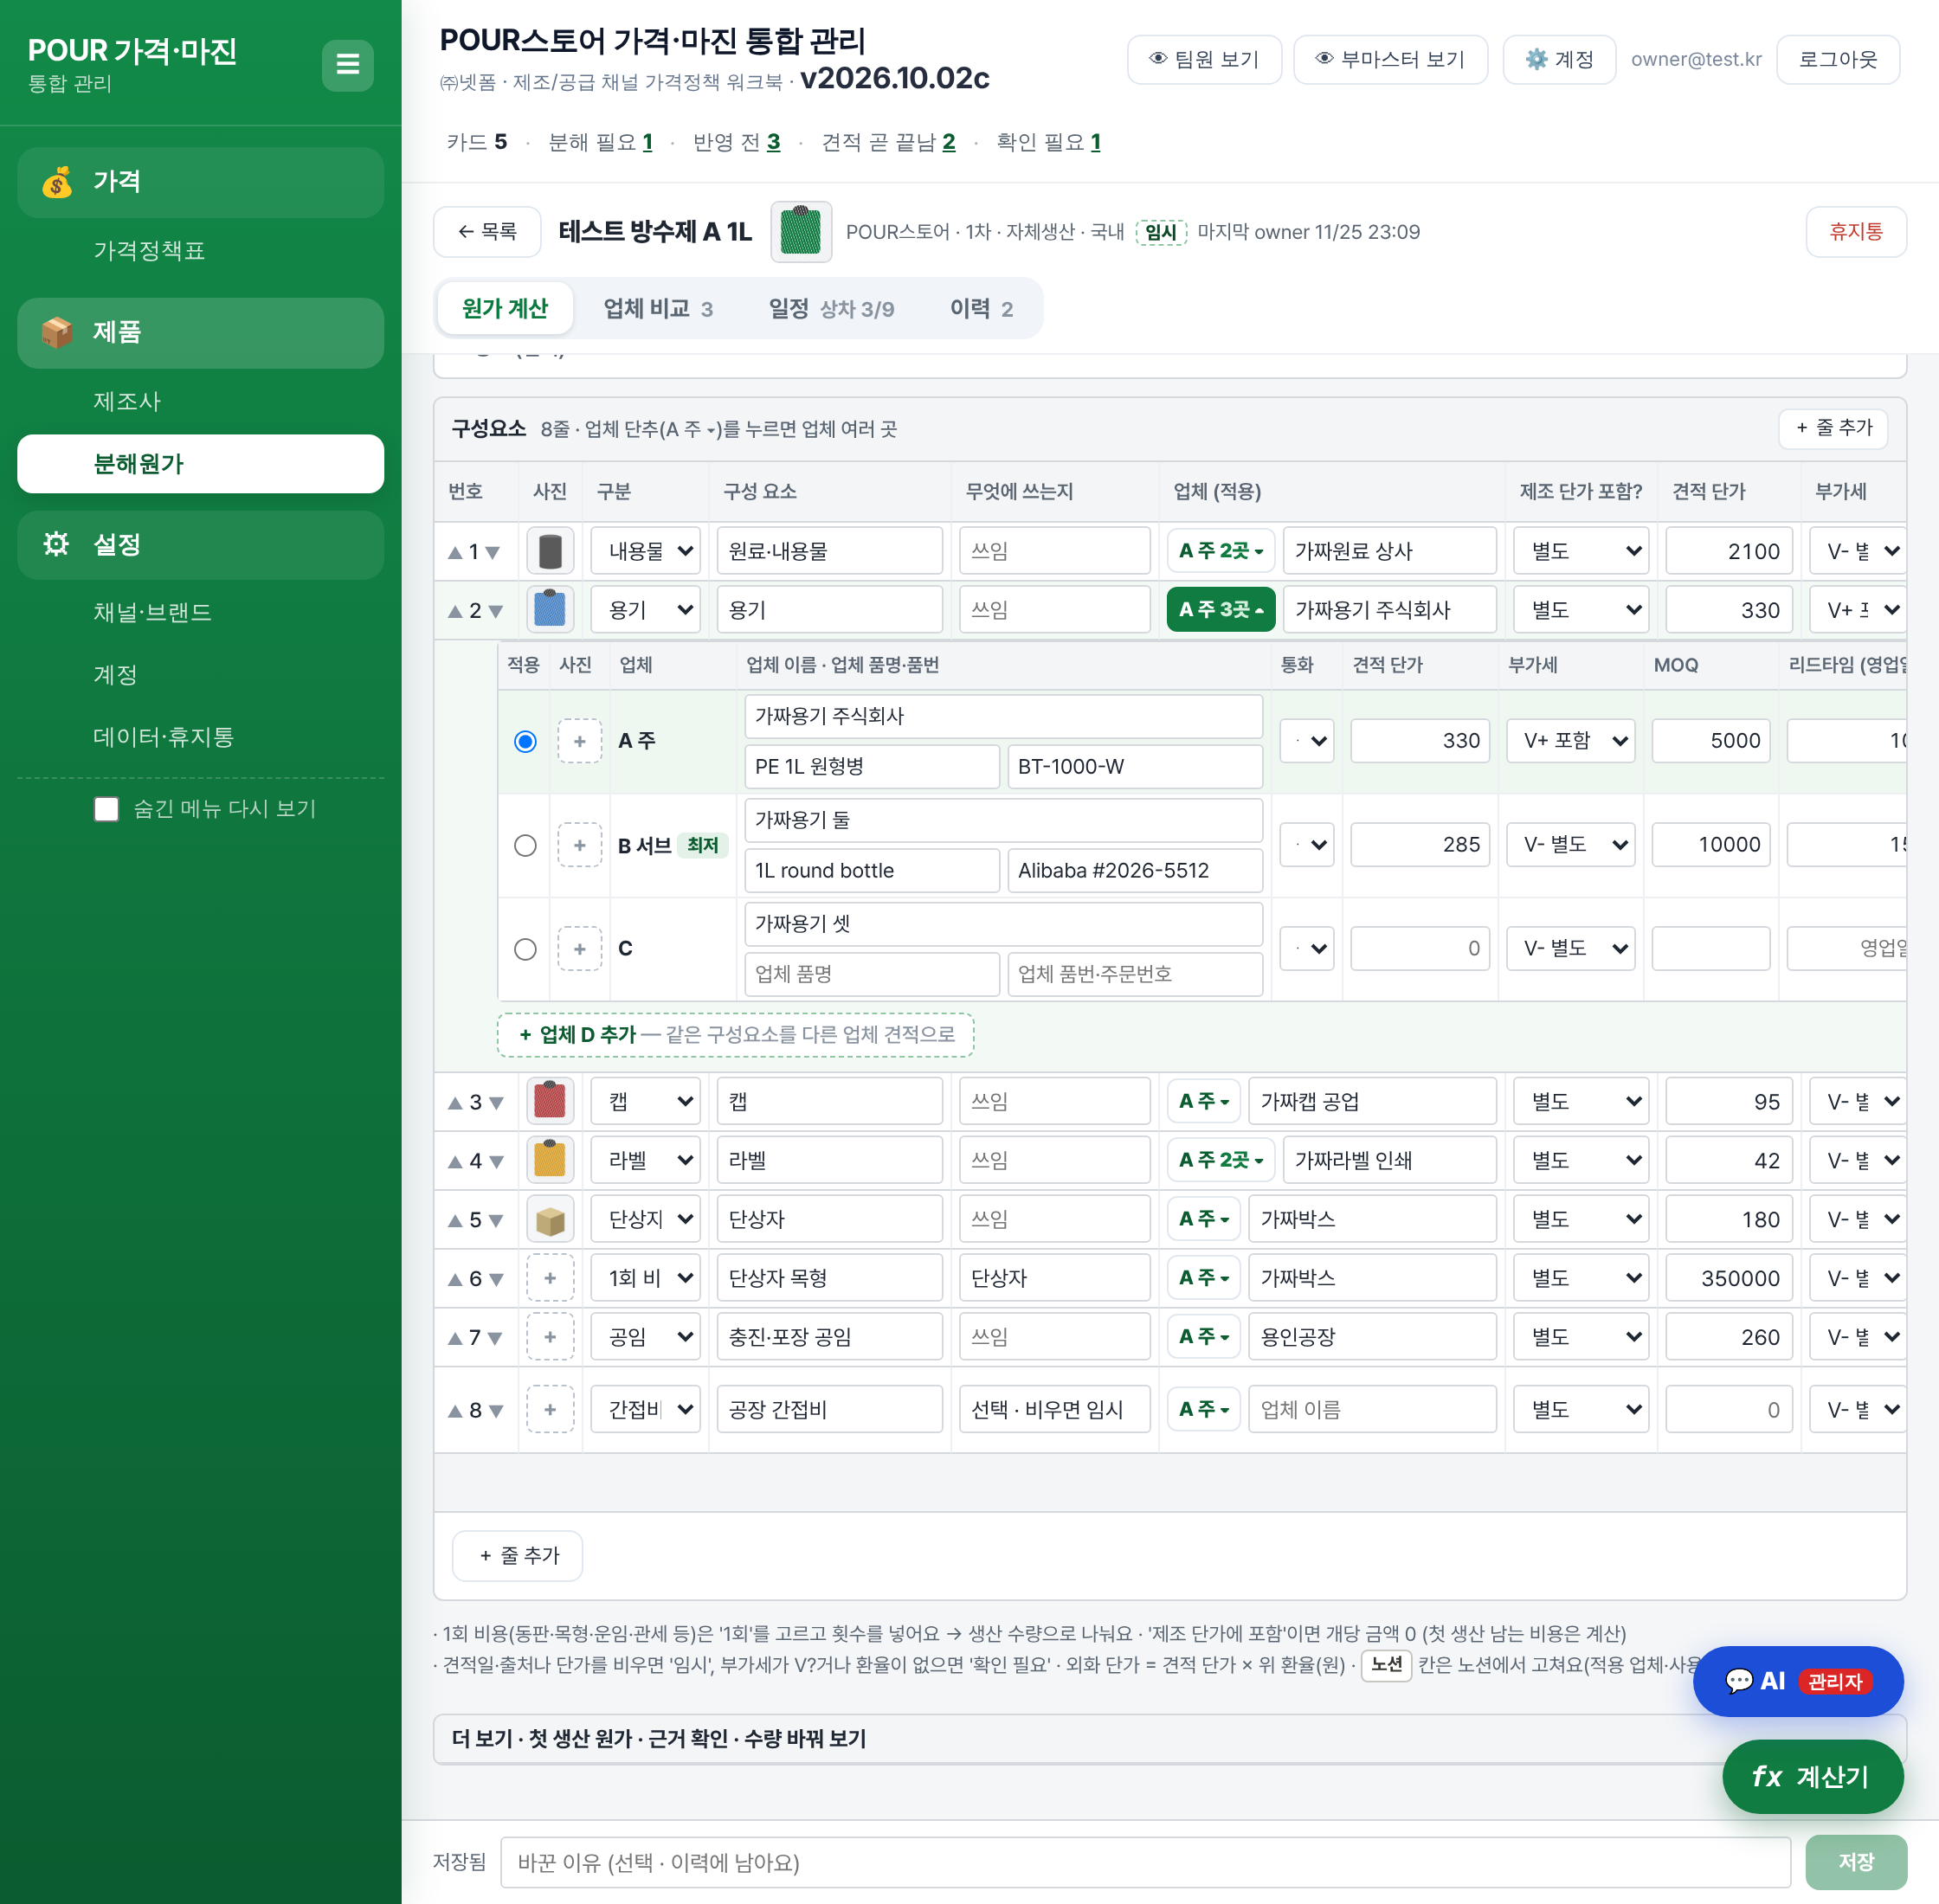 POUR 가격·마진
통합 관리
가격
가격정책표
제품
제조사
분해원가
설정
채널·브랜드
계정
데이터·휴지통
숨긴 메뉴 다시 보기
POUR스토어 가격·마진 통합 관리
㈜넷폼 · 제조/공급 채널 가격정책 워크북 · v2026.10.02c
팀원 보기
부마스터 보기
계정
owner@test.kr
로그아웃
카드 5 · 분해 필요 1 · 반영 전 3 · 견적 곧 끝남 2 · 확인 필요 1
← 목록
테스트 방수제 A 1L
POUR스토어 · 1차 · 자체생산 · 국내 임시 마지막 owner 11/25 23:09
휴지통
원가 계산
업체 비교 3
일정 상차 3/9
이력 2
구성요소 8줄 · 업체 단추(A 주 ▾)를 누르면 업체 여러 곳
+ 줄 추가
번호 사진 구분 구성 요소 무엇에 쓰는지 업체 (적용) 제조 단가 포함? 견적 단가 부가세
▲ 1 ▼ 내용물 원료·내용물 쓰임 A 주 2곳 ▾ 가짜원료 상사 별도 2100 V- 별
▲ 2 ▼ 용기 용기 쓰임 A 주 3곳 ▴ 가짜용기 주식회사 별도 330 V+
적용 사진 업체 업체 이름 · 업체 품명·품번 통화 견적 단가 부가세 MOQ 리드타임 (영업일
가짜용기 주식회사
+ A 주 330 V+ 포함 5000 10
PE 1L 원형병 BT-1000-W
가짜용기 둘
+ B 서브 최저 285 V- 별도 10000 15
1L round bottle Alibaba #2026-5512
가짜용기 셋
+ C 0 V- 별도 영업일
업체 품명 업체 품번·주문번호
+ 업체 D 추가 — 같은 구성요소를 다른 업체 견적으로
▲ 3 ▼ 캡 캡 쓰임 A 주 ▾ 가짜캡 공업 별도 95 V- 별
▲ 4 ▼ 라벨 라벨 쓰임 A 주 2곳 ▾ 가짜라벨 인쇄 별도 42 V- 별
▲ 5 ▼ 단상자 단상자 쓰임 A 주 ▾ 가짜박스 별도 180 V- 별
▲ 6 ▼ + 1회 비 단상자 목형 단상자 A 주 ▾ 가짜박스 별도 350000 V- 별
▲ 7 ▼ + 공임 충진·포장 공임 쓰임 A 주 ▾ 용인공장 별도 260 V- 별
▲ 8 ▼ + 간접비 공장 간접비 선택 · 비우면 임시 A 주 ▾ 업체 이름 별도 0 V- 별
+ 줄 추가
· 1회 비용(동판·목형·운임·관세 등)은 '1회'를 고르고 횟수를 넣어요 → 생산 수량으로 나눠요 · '제조 단가에 포함'이면 개당 금액 0 (첫 생산 남는 비용은 계산)
· 견적일·출처나 단가를 비우면 '임시', 부가세가 V?거나 환율이 없으면 '확인 필요' · 외화 단가 = 견적 단가 × 위 환율(원) · 노션 칸은 노션에서 고쳐요(적용 업체·사용
AI 관리자
더 보기 · 첫 생산 원가 · 근거 확인 · 수량 바꿔 보기
fx 계산기
저장됨 바꾼 이유 (선택 · 이력에 남아요) 저장